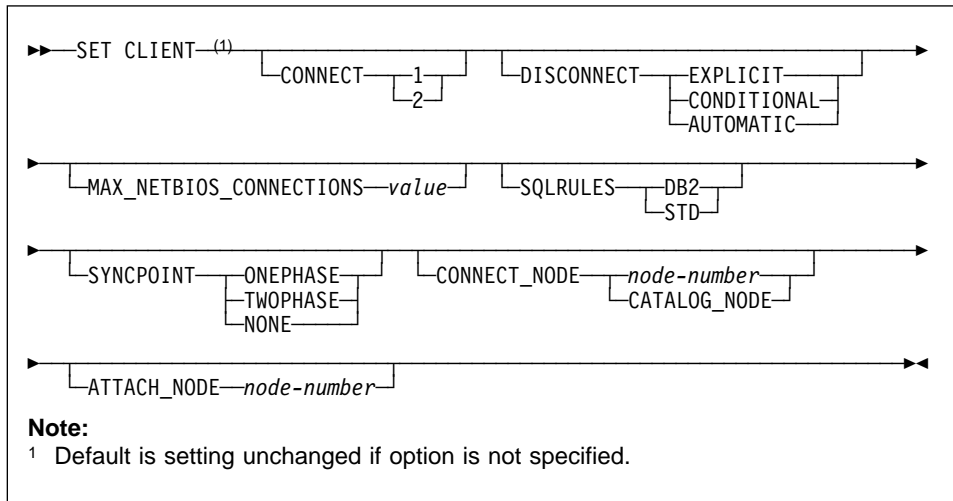 SET CLIENT (1)
CONNECT 1 DISCONNECT EXPLICIT
2 CONDITIONAL
AUTOMATIC
MAX_NETBIOS_CONNECTIONS value SQLRULES DB2
STD
SYNCPOINT ONEPHASE CONNECT_NODE node-number
TWOPHASE CATALOG_NODE
NONE
ATTACH_NODE node-number
Note:
1 Default is setting unchanged if option is not specified.